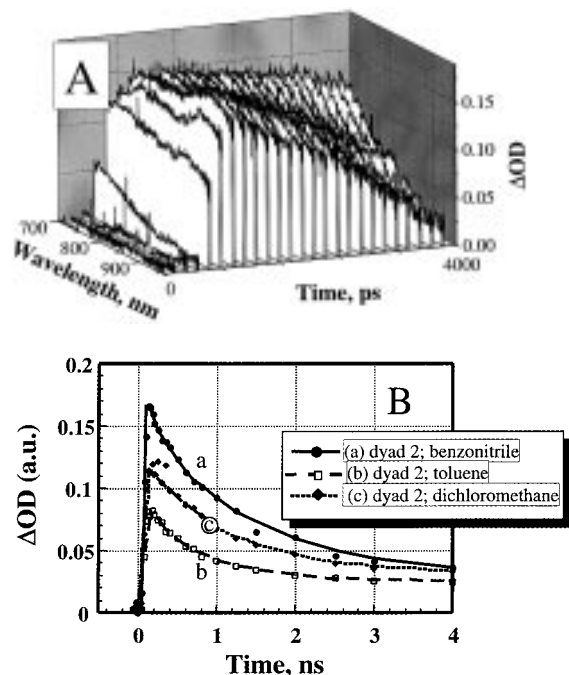 A
0.15
0.10
0.05
0.00
ΔOD
700
800
900
Wavelength, nm
0
Time, ps
4000
B
0.2
0.15
0.1
0.05
0
ΔOD (a.u.)
a
c
b
(a) dyad 2; benzonitrile
(b) dyad 2; toluene
(c) dyad 2; dichloromethane
0
1
2
3
4
Time, ns